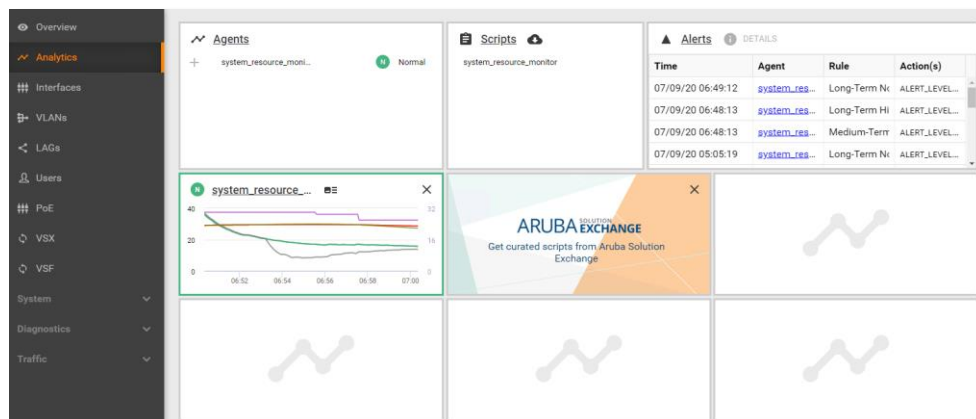 Overview
Analytics
Interfaces
VLANs
LAGs
Users
PoE
VSX
VSF
System
Diagnostics
Traffic
Agents
system_resource_moni...
N Normal
Scripts
system_resource_monitor
Alerts DETAILS
Time Agent Rule Action(s)
07/09/20 06:49:12 system_res... Long-Term No ALERT_LEVEL...
07/09/20 06:48:13 system_res... Long-Term Hi ALERT_LEVEL...
07/09/20 06:48:13 system_res... Medium-Term ALERT_LEVEL...
07/09/20 05:05:19 system_res... Long-Term No ALERT_LEVEL...
N system_resource_...
40 32
20 16
0 0
06:52 06:54 06:56 06:58 07:00
ARUBA SOLUTION EXCHANGE
Get curated scripts from Aruba Solution
Exchange